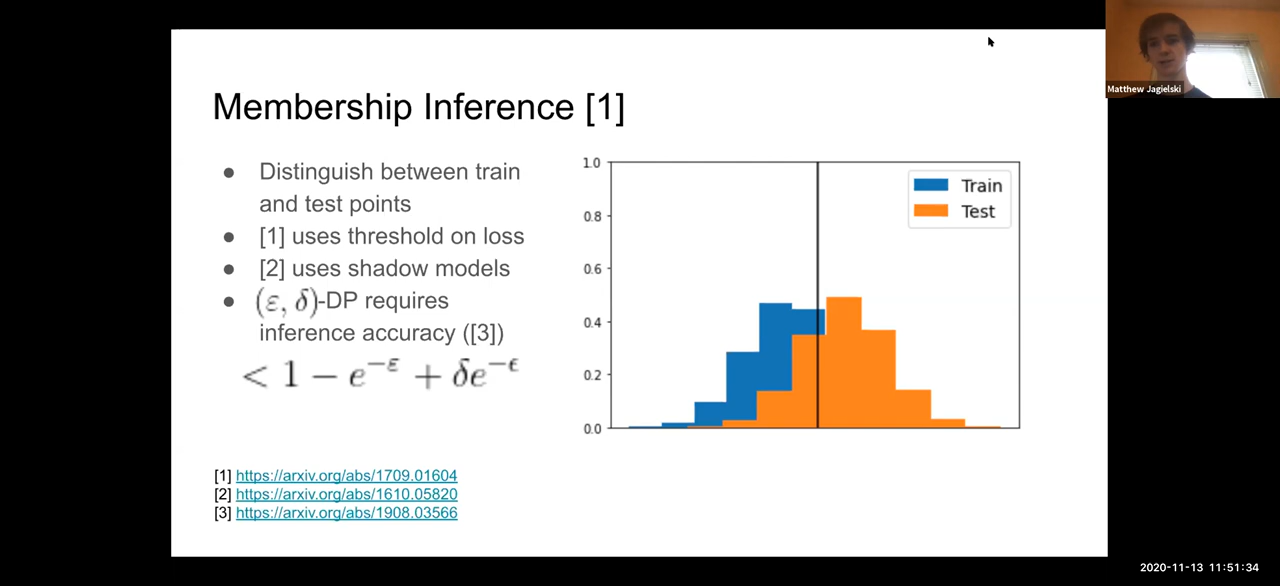 Membership Inference [1]
● Distinguish between train
and test points
● [1] uses threshold on loss
● [2] uses shadow models
● (ε, δ)-DP requires
inference accuracy ([3])
< 1 − e^{−ε} + δe^{−ϵ}
1.0
0.8
0.6
0.4
0.2
0.0
Train
Test
[1] https://arxiv.org/abs/1709.01604
[2] https://arxiv.org/abs/1610.05820
[3] https://arxiv.org/abs/1908.03566
Matthew Jagielski
2020-11-13 11:51:34